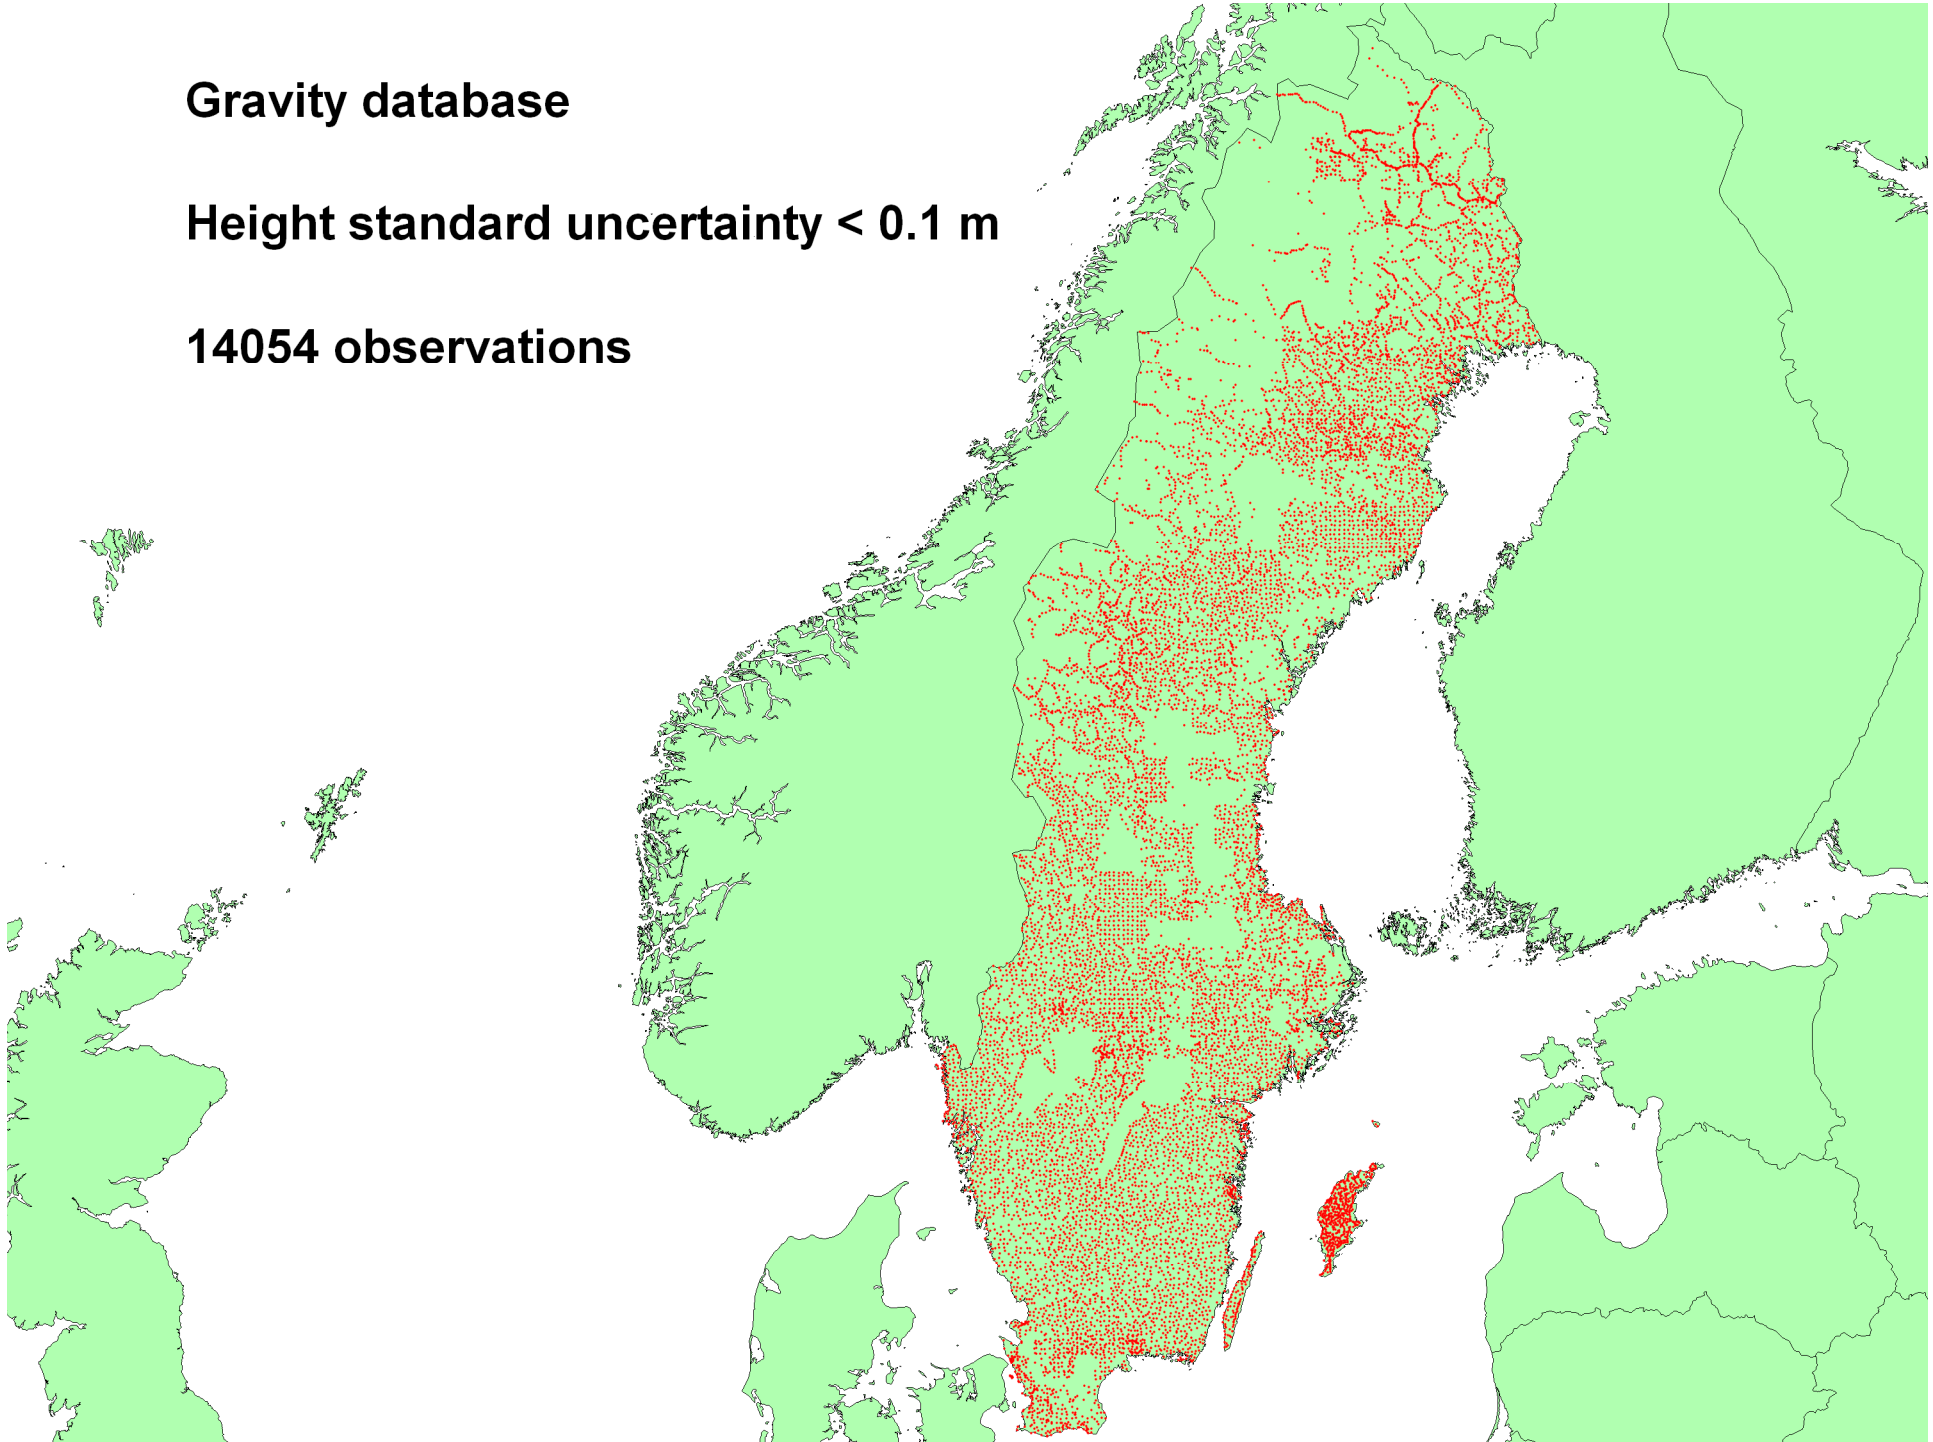 Gravity database
Height standard uncertainty < 0.1 m
14054 observations